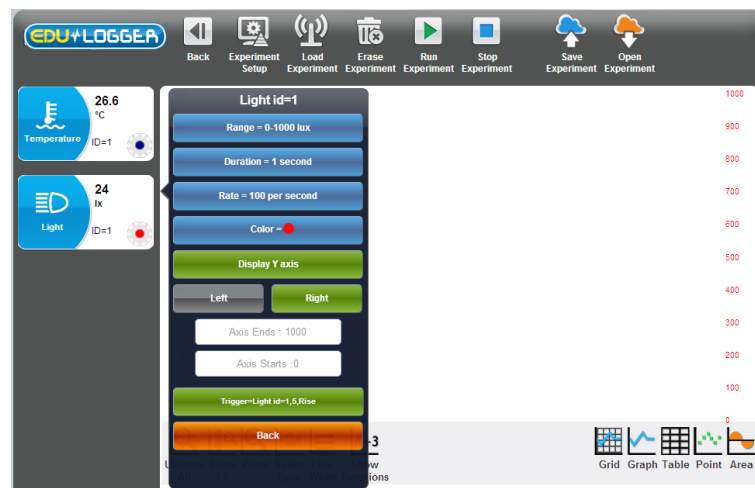 EDU LOGGER
Back
Experiment Setup
Load Experiment
Erase Experiment
Run Experiment
Stop Experiment
Save Experiment
Open Experiment
26.6
°C
Temperature
ID=1
24
lx
Light
ID=1
Light id=1
Range = 0-1000 lux
Duration = 1 second
Rate = 100 per second
Color =
Display Y axis
Left
Right
Axis Ends : 1000
Axis Starts :0
Trigger=Light id=1,5,Rise
Back
1000
900
800
700
600
500
400
300
200
100
0
Grid
Graph
Table
Point
Area